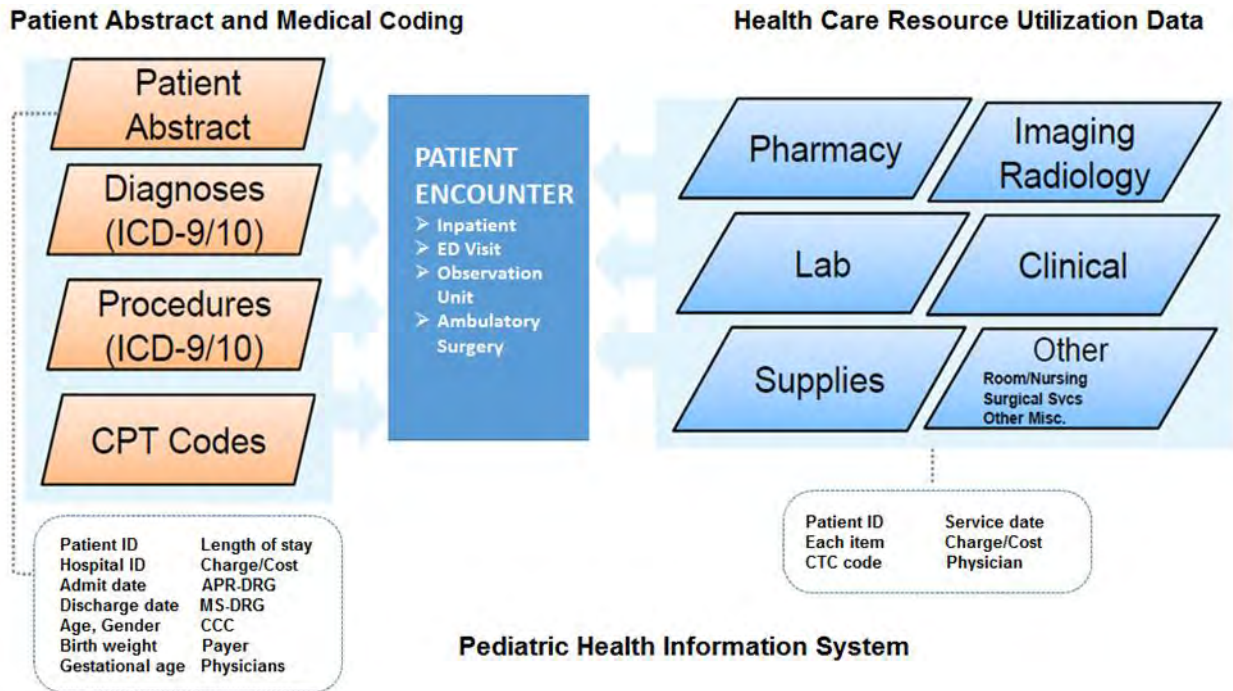 Patient Abstract and Medical Coding
Health Care Resource Utilization Data
Patient
Abstract
Diagnoses
(ICD-9/10)
Procedures
(ICD-9/10)
CPT Codes
PATIENT
ENCOUNTER
➢ Inpatient
➢ ED Visit
➢ Observation
Unit
➢ Ambulatory
Surgery
Pharmacy
Imaging
Radiology
Lab
Clinical
Supplies
Other
Room/Nursing
Surgical Svcs
Other Misc.
Patient ID Length of stay
Hospital ID Charge/Cost
Admit date APR-DRG
Discharge date MS-DRG
Age, Gender CCC
Birth weight Payer
Gestational age Physicians
Patient ID Service date
Each item Charge/Cost
CTC code Physician
Pediatric Health Information System